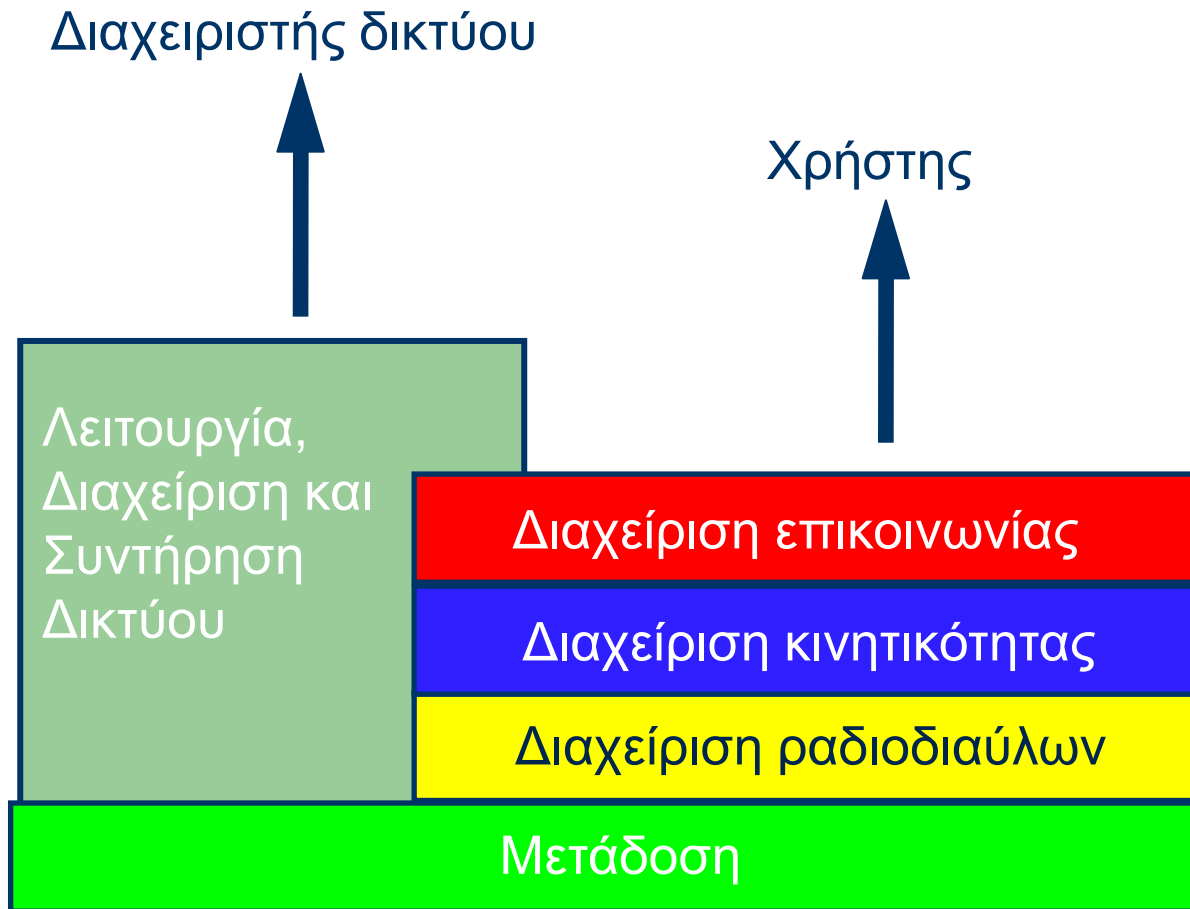 Διαχειριστής δικτύου
Χρήστης
Λειτουργία,
Διαχείριση και
Συντήρηση
Δικτύου
Διαχείριση επικοινωνίας
Διαχείριση κινητικότητας
Διαχείριση ραδιοδιαύλων
Μετάδοση